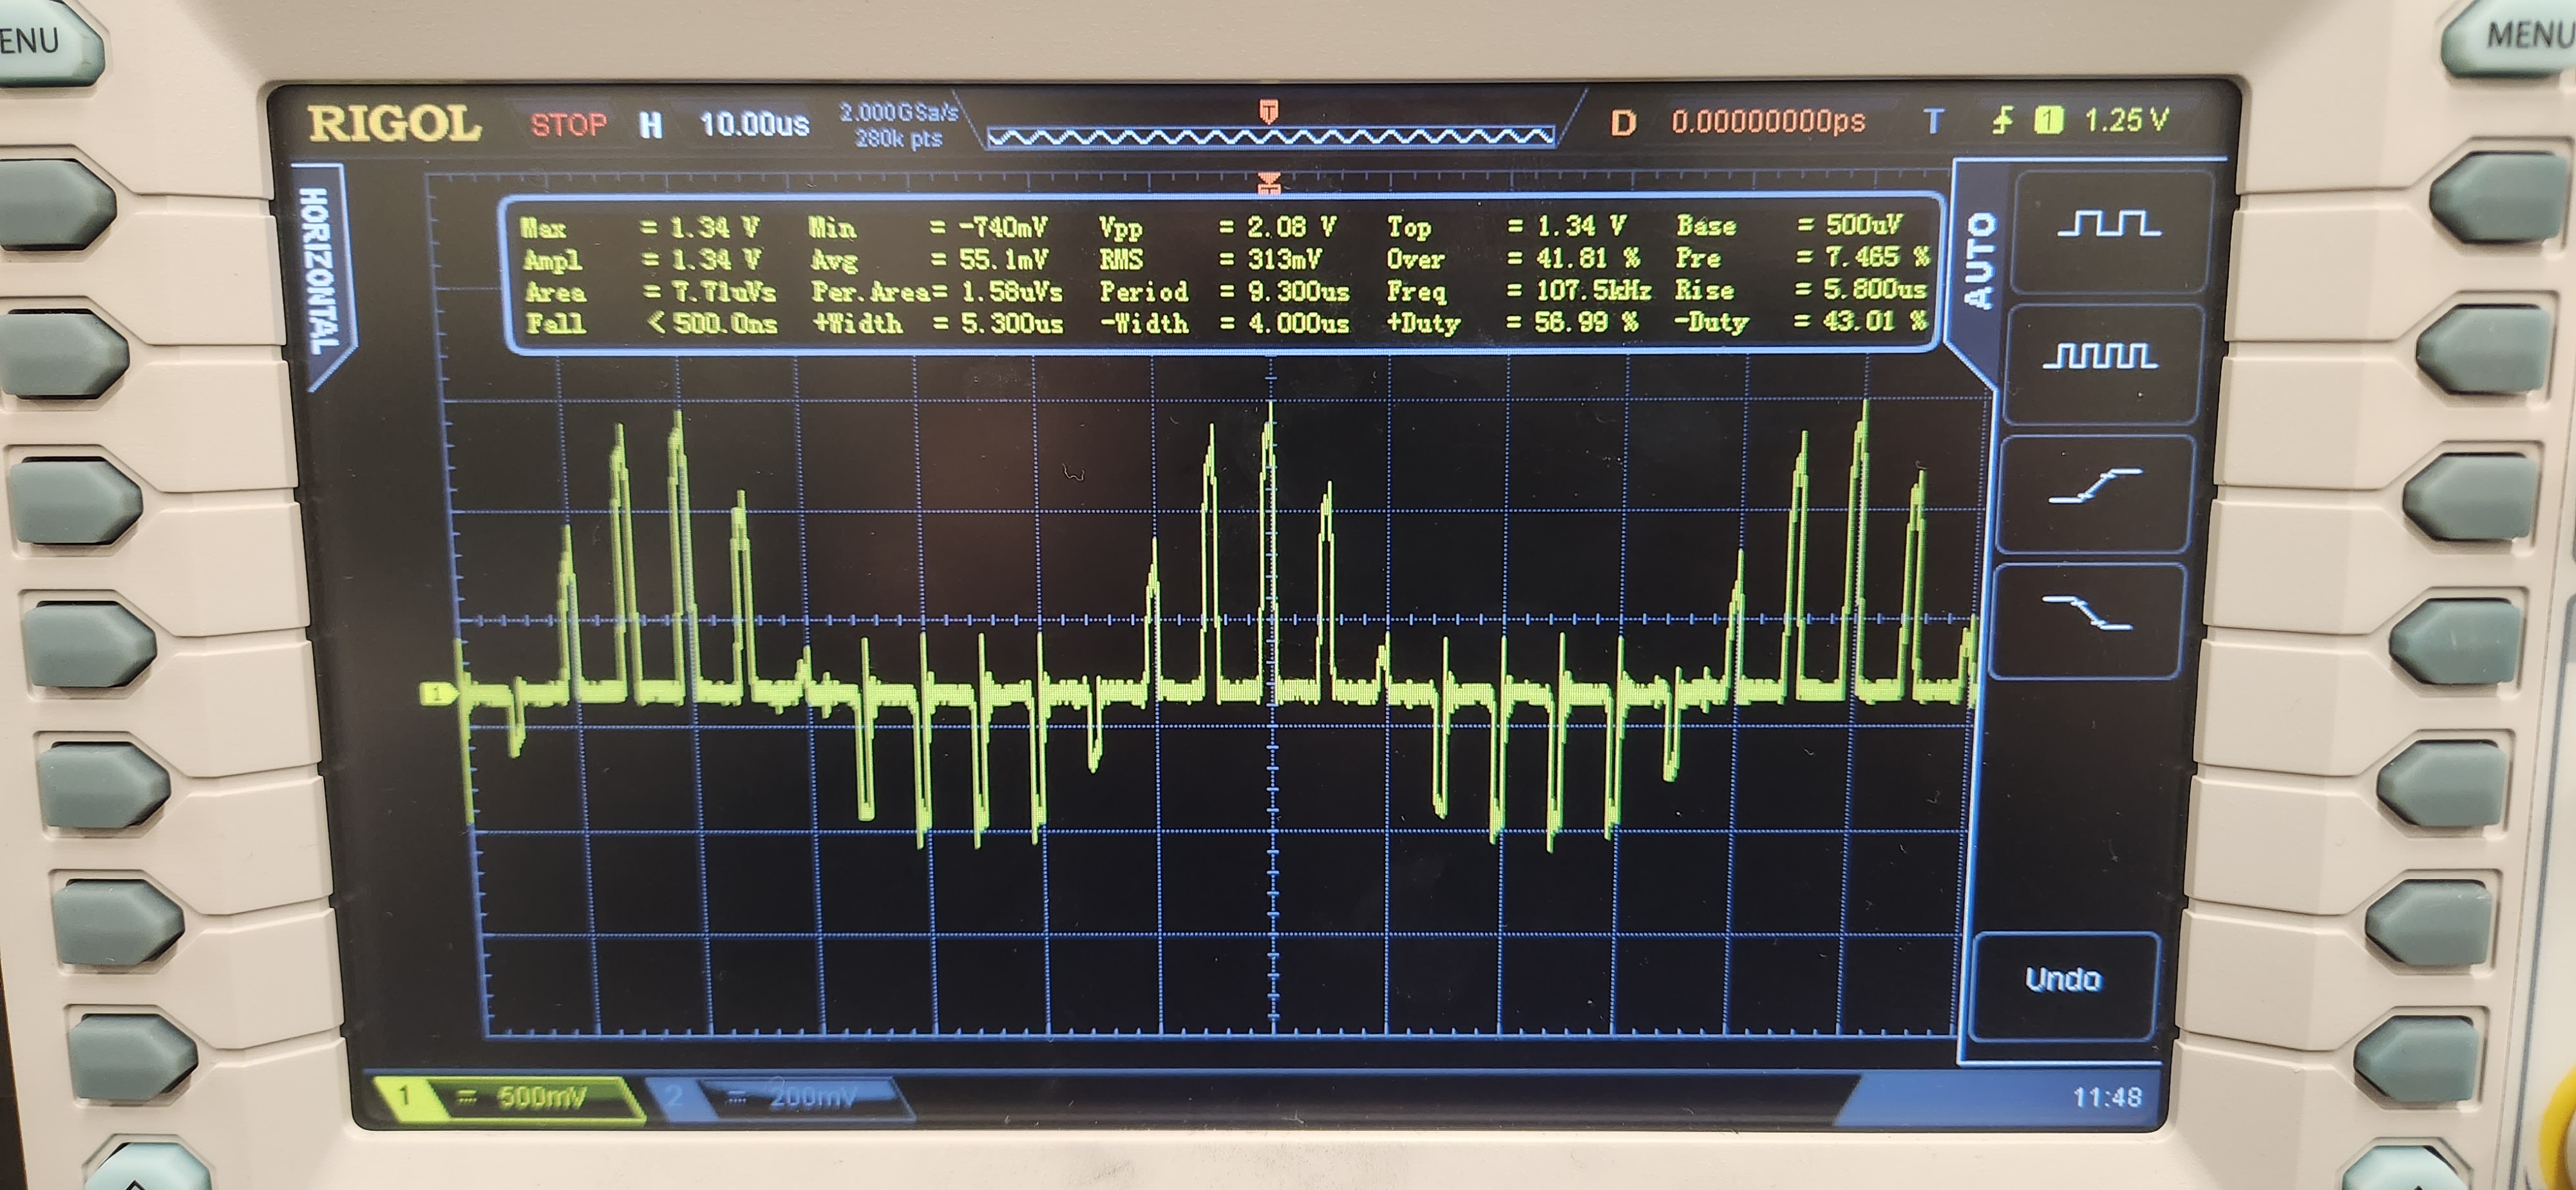 ENU
MENU
RIGOL STOP H 10.00us 2.000GSa/s 280k pts T D 0.00000000ps T 1 1.25 V
HORIZONTAL
Max = 1.34 V Min = -740mV Vpp = 2.08 V Top = 1.34 V Base = 500uV
Ampl = 1.34 V Avg = 55.1mV RMS = 313mV Over = 41.81 % Pre = 7.465 %
Area = 7.71uVs Per.Area= 1.58uVs Period = 9.300us Freq = 107.5kHz Rise = 5.800us
Fall < 500.0ns +Width = 5.300us -Width = 4.000us +Duty = 56.99 % -Duty = 43.01 %
AUTO
1
Undo
1 = 500mV 2 = 200mV
11:48